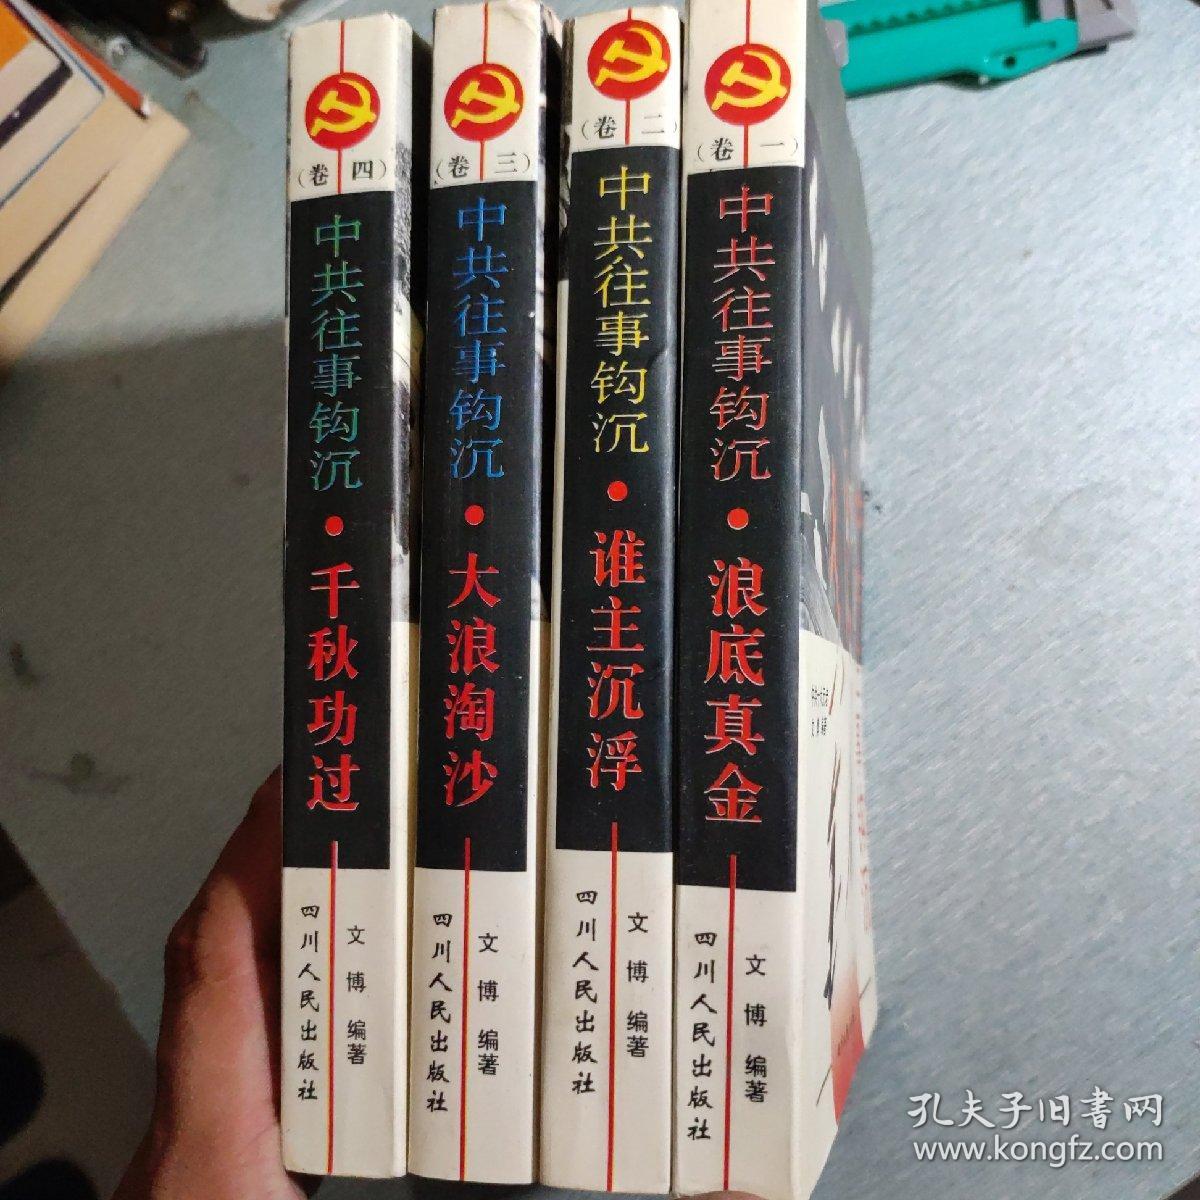 （卷四）
中共往事钩沉·千秋功过
文博 编著
四川人民出版社
（卷三）
中共往事钩沉·大浪淘沙
文博 编著
四川人民出版社
（卷二）
中共往事钩沉·谁主沉浮
文博 编著
四川人民出版社
（卷一）
中共往事钩沉·浪底真金
文博 编著
四川人民出版社
孔夫子旧書网
www.kongfz.com